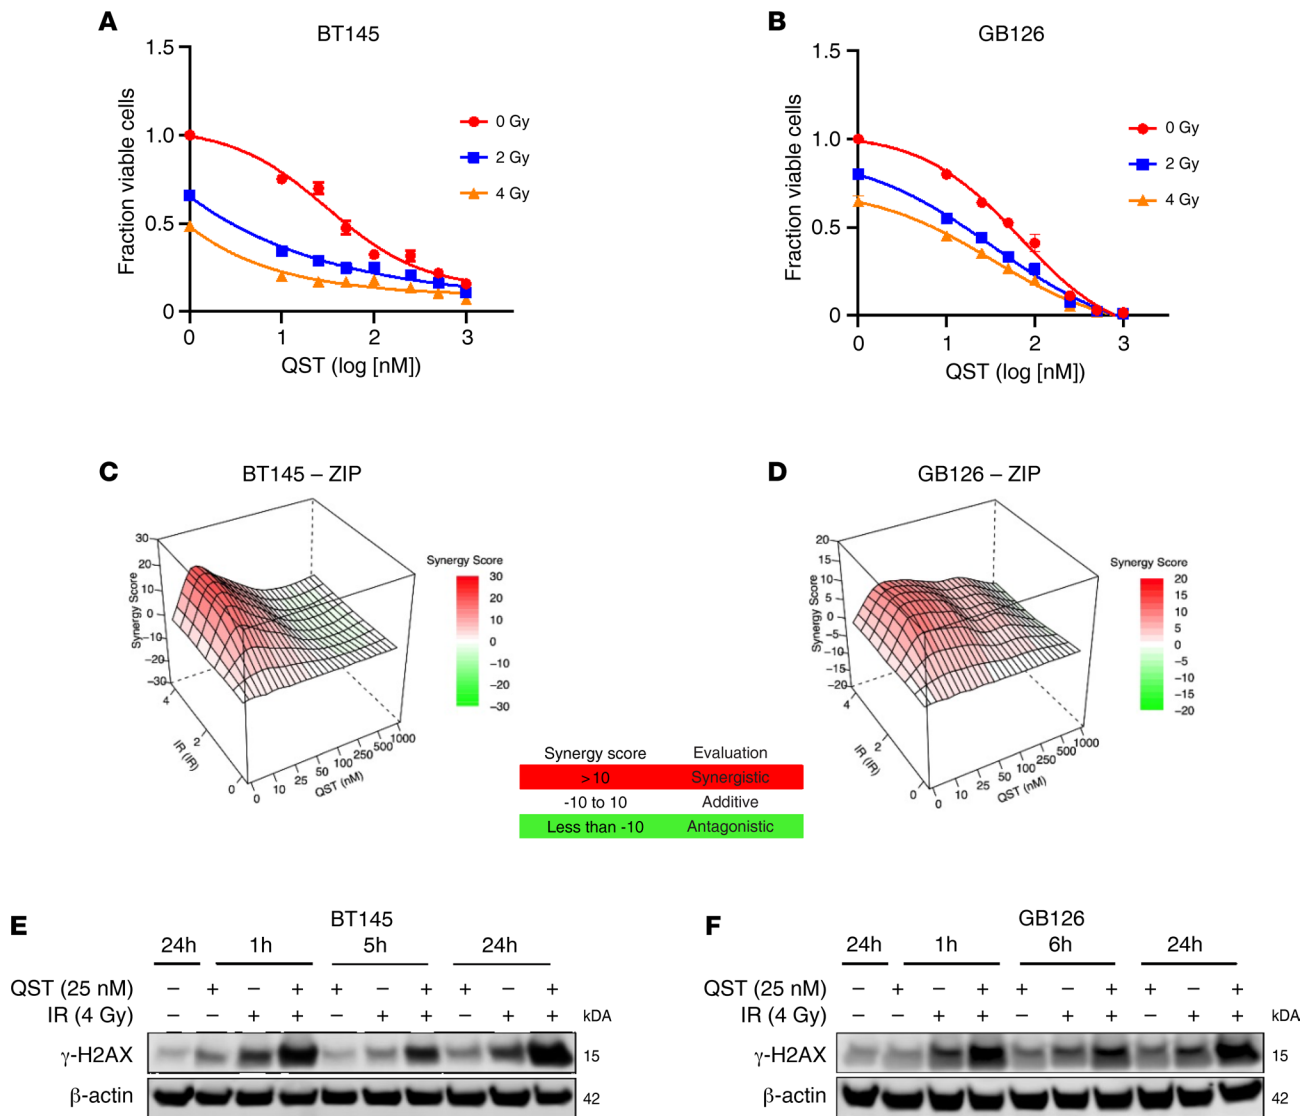 A
BT145
Fraction viable cells
1.5
1.0
0.5
0
0 1 2 3
QST (log [nM])
0 Gy
2 Gy
4 Gy
B
GB126
Fraction viable cells
1.5
1.0
0.5
0
0 1 2 3
QST (log [nM])
0 Gy
2 Gy
4 Gy
C
BT145 – ZIP
Synergy Score
30
20
10
0
−10
−20
−30
4
2
0
IR (IR)
0 10 25 50 100 250 500 1000
QST (nM)
Synergy Score
30
20
10
0
−10
−20
−30
D
GB126 – ZIP
Synergy Score
20
15
10
5
0
−5
−10
−15
−20
4
2
0
IR (IR)
0 10 25 50 100 250 500 1000
QST (nM)
Synergy Score
20
15
10
5
0
−5
−10
−15
−20
Synergy score Evaluation
>10 Synergistic
-10 to 10 Additive
Less than -10 Antagonistic
E
BT145
24h 1h 5h 24h
QST (25 nM) − + − + + − + + − +
IR (4 Gy) − − + + − + + − + + kDA
γ-H2AX 15
β-actin 42
F
GB126
24h 1h 6h 24h
QST (25 nM) − + − + + − + + − +
IR (4 Gy) − − + + − + + − + + kDA
γ-H2AX 15
β-actin 42